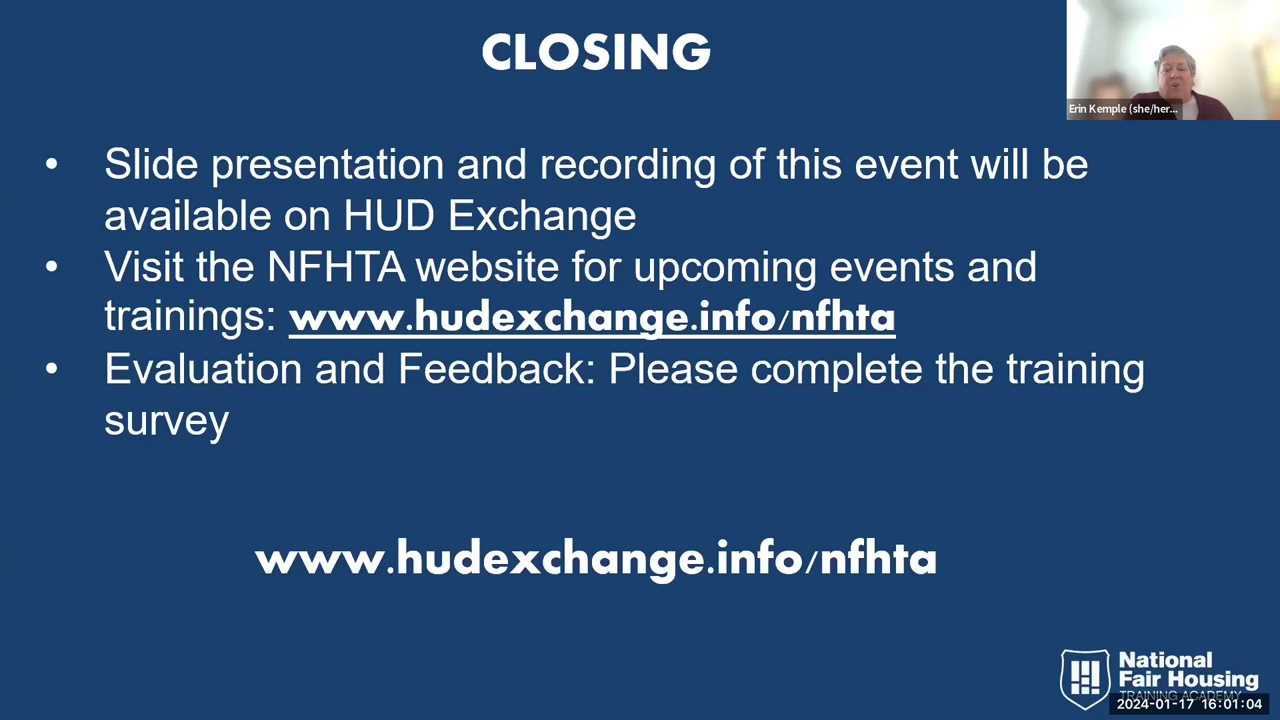 CLOSING
Erin Kemple (she/her...
• Slide presentation and recording of this event will be
available on HUD Exchange
• Visit the NFHTA website for upcoming events and
trainings: www.hudexchange.info/nfhta
• Evaluation and Feedback: Please complete the training
survey
www.hudexchange.info/nfhta
National
Fair Housing
TRAINING ACADEMY
2024-01-17 16:01:04